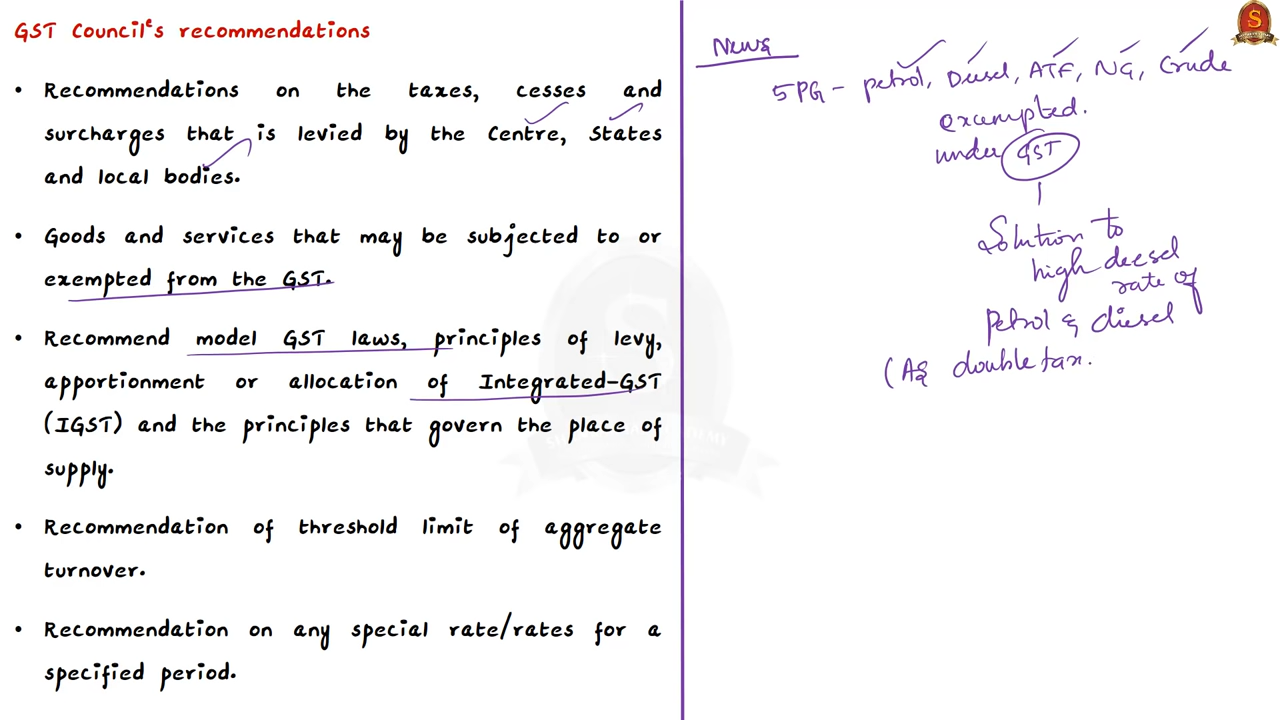 GST Council's recommendations
• Recommendations on the taxes, cesses and
surcharges that is levied by the Centre, States
and local bodies.
• Goods and services that may be subjected to or
exempted from the GST.
• Recommend model GST laws, principles of levy,
apportionment or allocation of Integrated-GST
(IGST) and the principles that govern the place of
supply.
• Recommendation of threshold limit of aggregate
turnover.
• Recommendation on any special rate/rates for a
specified period.
News
5PG - petrol, Diesel, ATF, NG, Crude
exempted.
under GST
Solution to
high diesel
rate of
petrol & diesel
double tax.
S